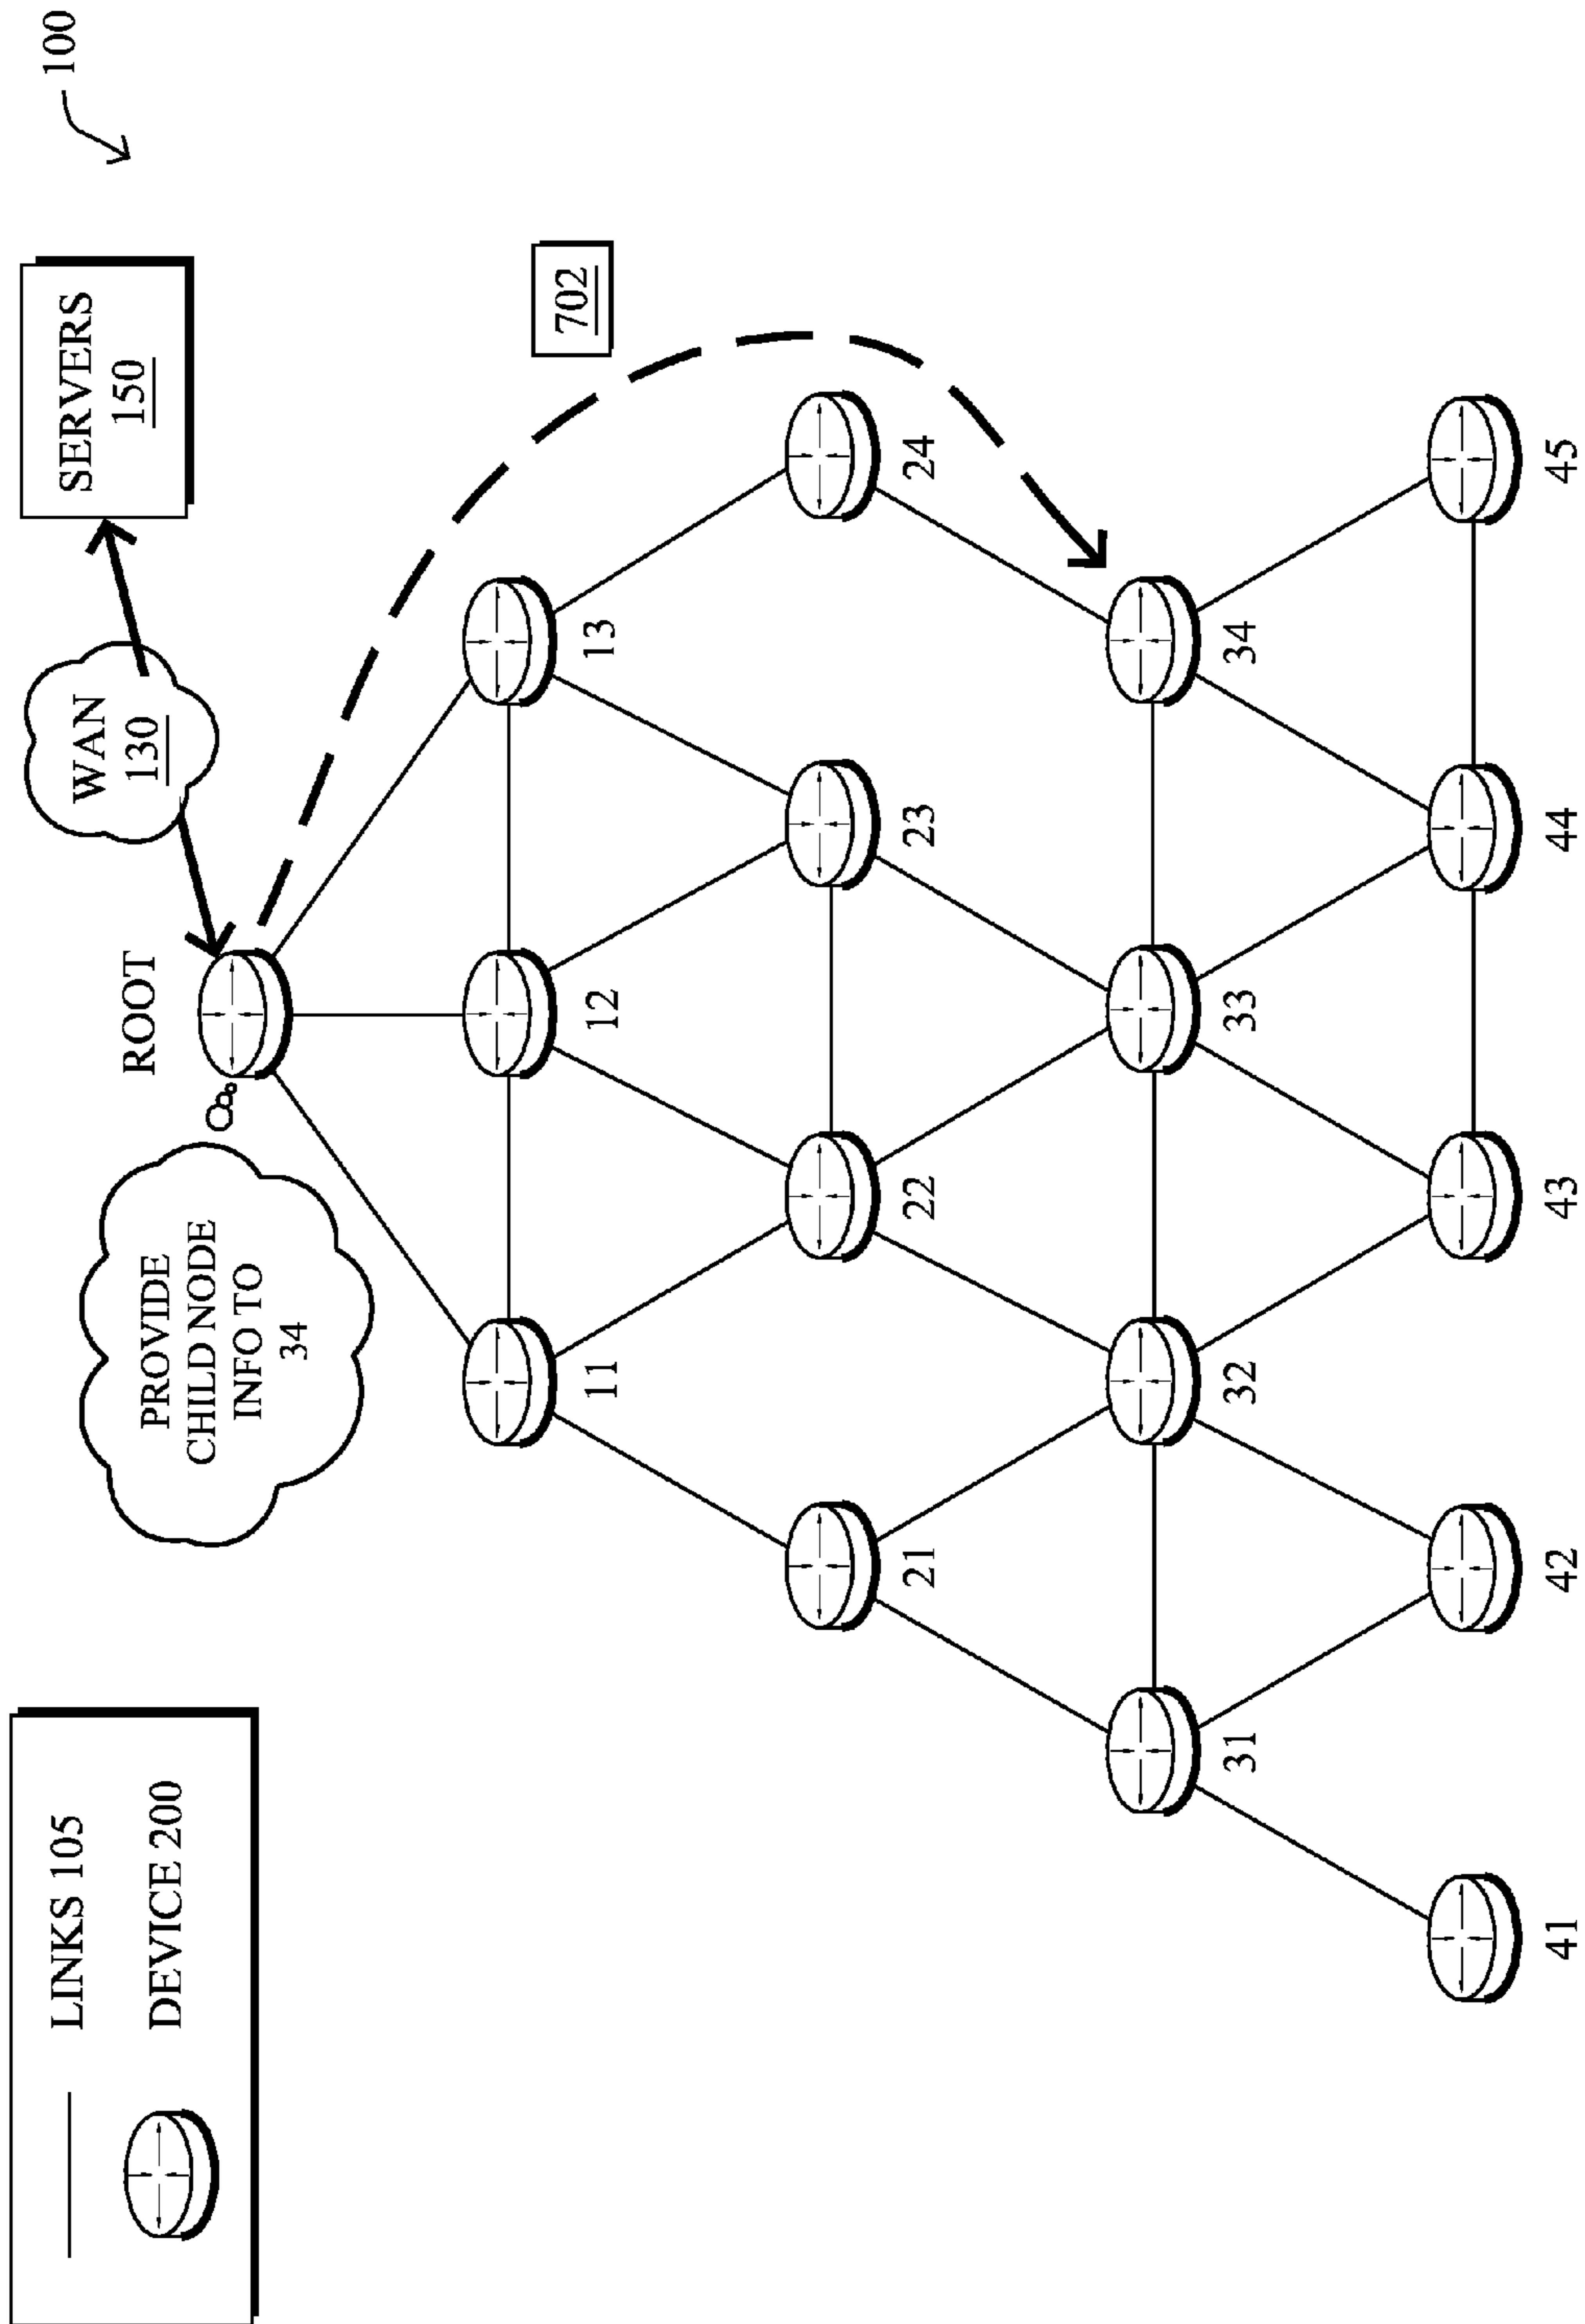 LINKS 105
DEVICE 200
PROVIDE
CHILD NODE
INFO TO
34
ROOT
WAN
130
SERVERS
150
100
702
11
12
13
21
22
23
24
31
32
33
34
41
42
43
44
45